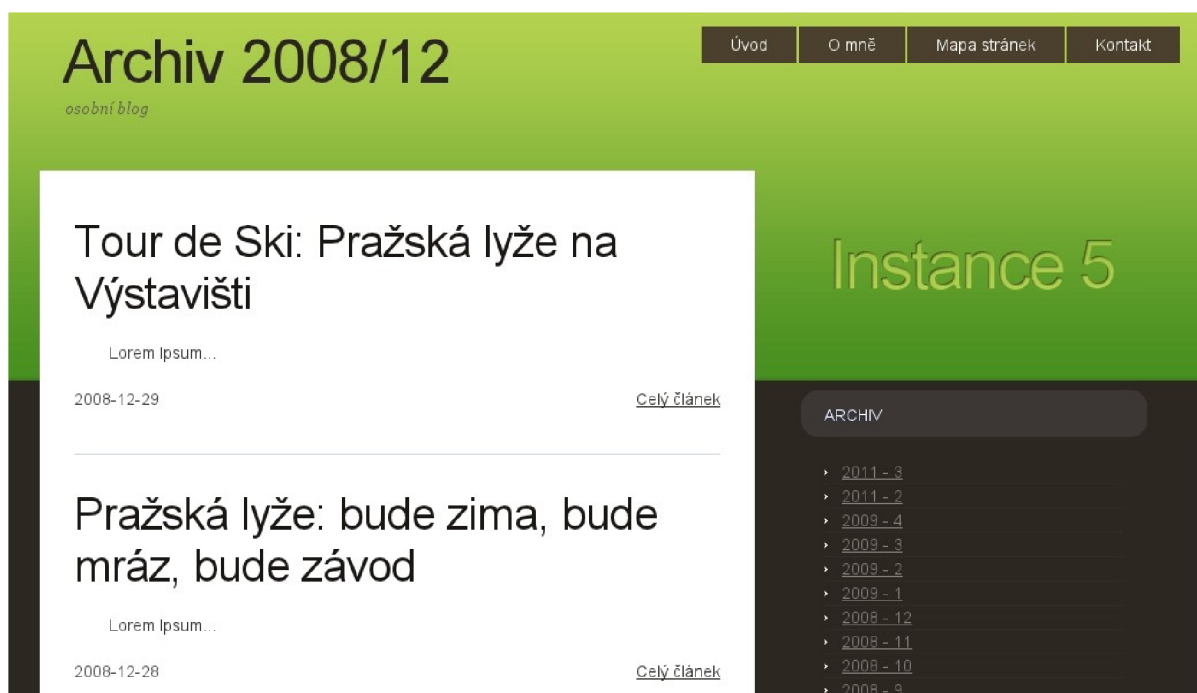 Archiv 2008/12
osobní blog
Úvod
O mně
Mapa stránek
Kontakt
Tour de Ski: Pražská lyže na
Výstavišti
Lorem Ipsum...
2008-12-29
Celý článek
Pražská lyže: bude zima, bude
mráz, bude závod
Lorem Ipsum...
2008-12-28
Celý článek
Instance 5
ARCHIV
2011 - 3
2011 - 2
2009 - 4
2009 - 3
2009 - 2
2009 - 1
2008 - 12
2008 - 11
2008 - 10
2008 - 9